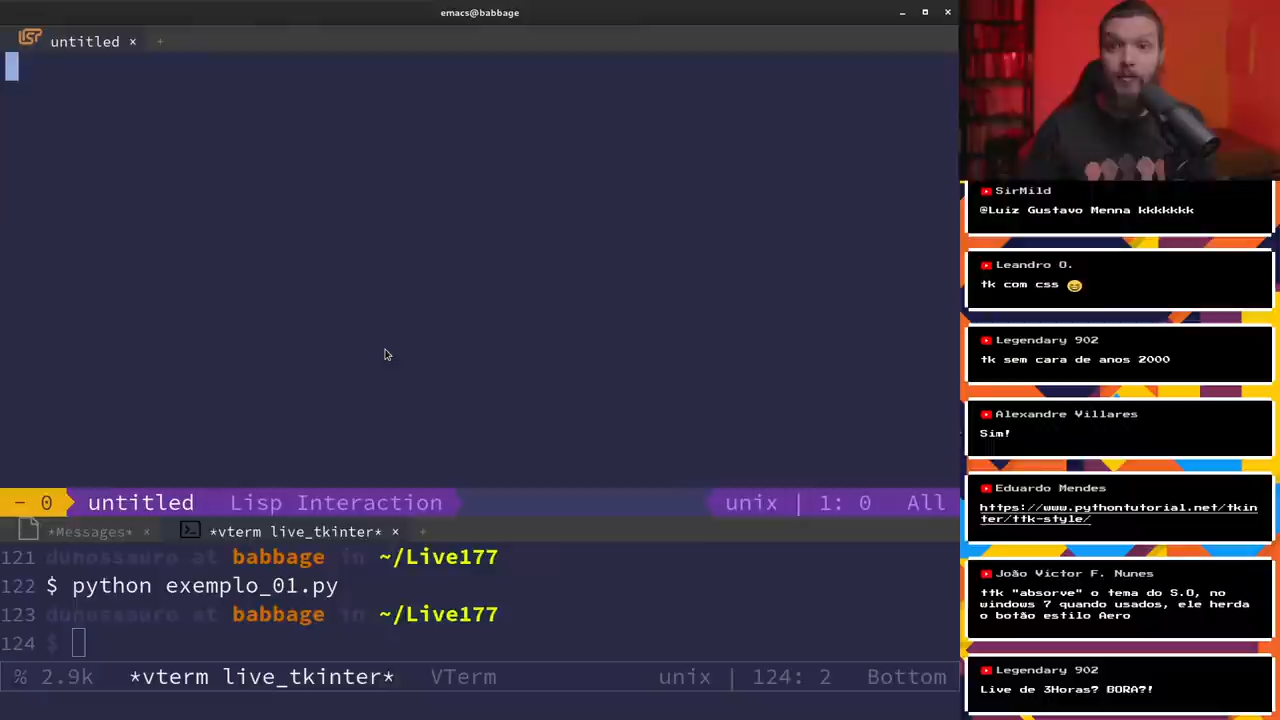 emacs@babbage
untitled ×
+
- 0 untitled Lisp Interaction unix | 1: 0 All
*Messages* × *vterm live_tkinter* × +
121 dunossauro at babbage in ~/Live177
122 $ python exemplo_01.py
123 dunossauro at babbage in ~/Live177
124 $
% 2.9k *vterm live_tkinter* VTerm unix | 124: 2 Bottom
SirMild
@Luiz Gustavo Menna kkkkkkk
Leandro O.
tk com css 😄
Legendary 902
tk sem cara de anos 2000
Alexandre Villares
Sim!
Eduardo Mendes
https://www.pythontutorial.net/tkin
ter/ttk-style/
João Victor F. Nunes
ttk "absorve" o tema do S.O, no
windows 7 quando usados, ele herda
o botão estilo Aero
Legendary 902
Live de 3Horas? BORA?!